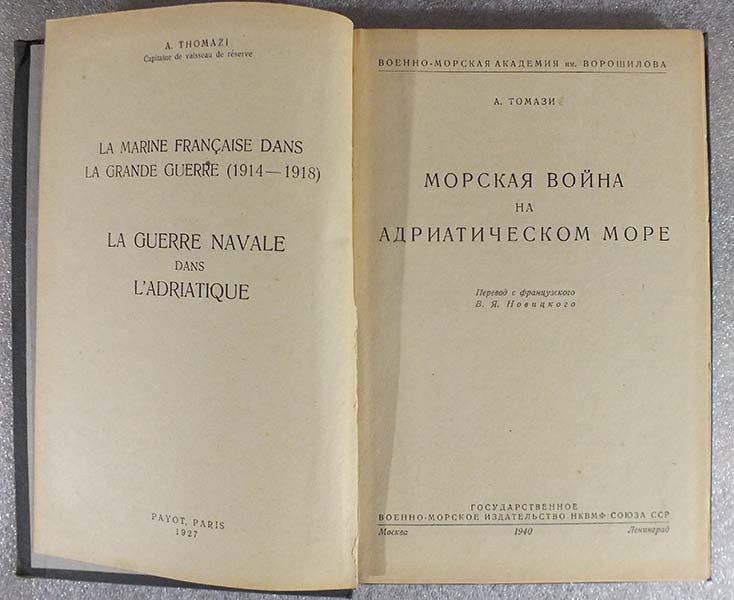 A. THOMAZI
Capitaine de vaisseau de réserve
LA MARINE FRANÇAISE DANS
LA GRANDE GUERRE (1914—1918)
LA GUERRE NAVALE
DANS
L'ADRIATIQUE
PAYOT, PARIS
1927
ВОЕННО-МОРСКАЯ АКАДЕМИЯ им. ВОРОШИЛОВА
А. ТОМАЗИ
МОРСКАЯ ВОЙНА
НА
АДРИАТИЧЕСКОМ МОРЕ
Перевод с французского
В. Я. Новицкого
ГОСУДАРСТВЕННОЕ
ВОЕННО-МОРСКОЕ ИЗДАТЕЛЬСТВО НКВМФ СОЮЗА ССР
Москва 1940 Ленинград